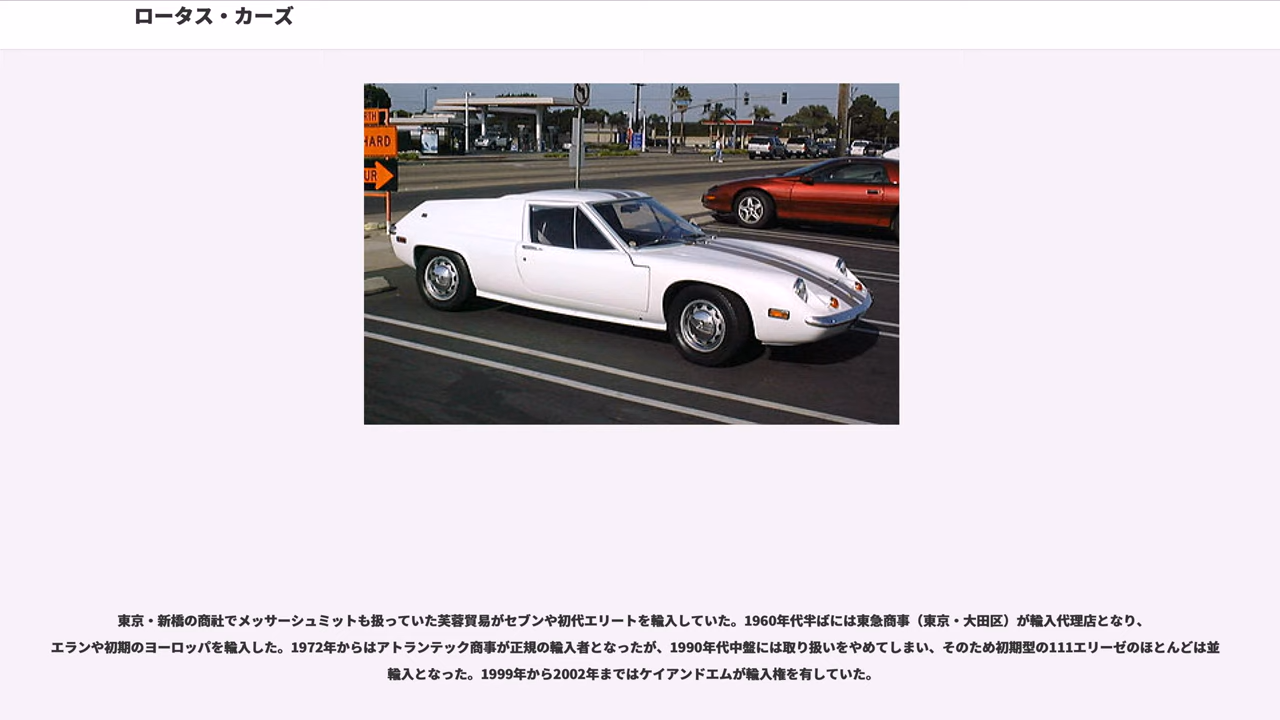 ロータス・カーズ
RTH
HARD
UR
東京・新橋の商社でメッサーシュミットも扱っていた芙蓉貿易がセブンや初代エリートを輸入していた。1960年代半ばには東急商事（東京・大田区）が輸入代理店となり、
エランや初期のヨーロッパを輸入した。1972年からはアトランテック商事が正規の輸入者となったが、1990年代中盤には取り扱いをやめてしまい、そのため初期型の111エリーゼのほとんどは並
輸入となった。1999年から2002年まではケイアンドエムが輸入権を有していた。